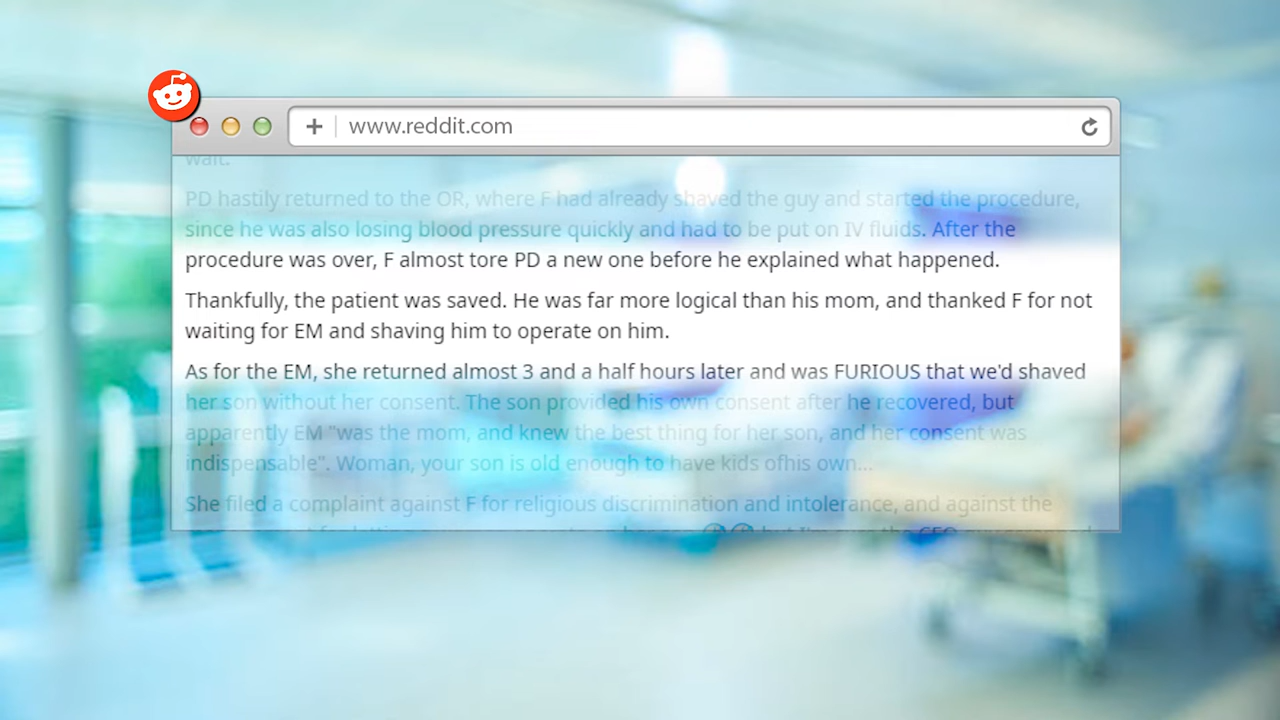 www.reddit.com
wait.
PD hastily returned to the OR, where F had already shaved the guy and started the procedure,
since he was also losing blood pressure quickly and had to be put on IV fluids. After the
procedure was over, F almost tore PD a new one before he explained what happened.
Thankfully, the patient was saved. He was far more logical than his mom, and thanked F for not
waiting for EM and shaving him to operate on him.
As for the EM, she returned almost 3 and a half hours later and was FURIOUS that we'd shaved
her son without her consent. The son provided his own consent after he recovered, but
apparently EM "was the mom, and knew the best thing for her son, and her consent was
indispensable". Woman, your son is old enough to have kids ofhis own...
She filed a complaint against F for religious discrimination and intolerance, and against the